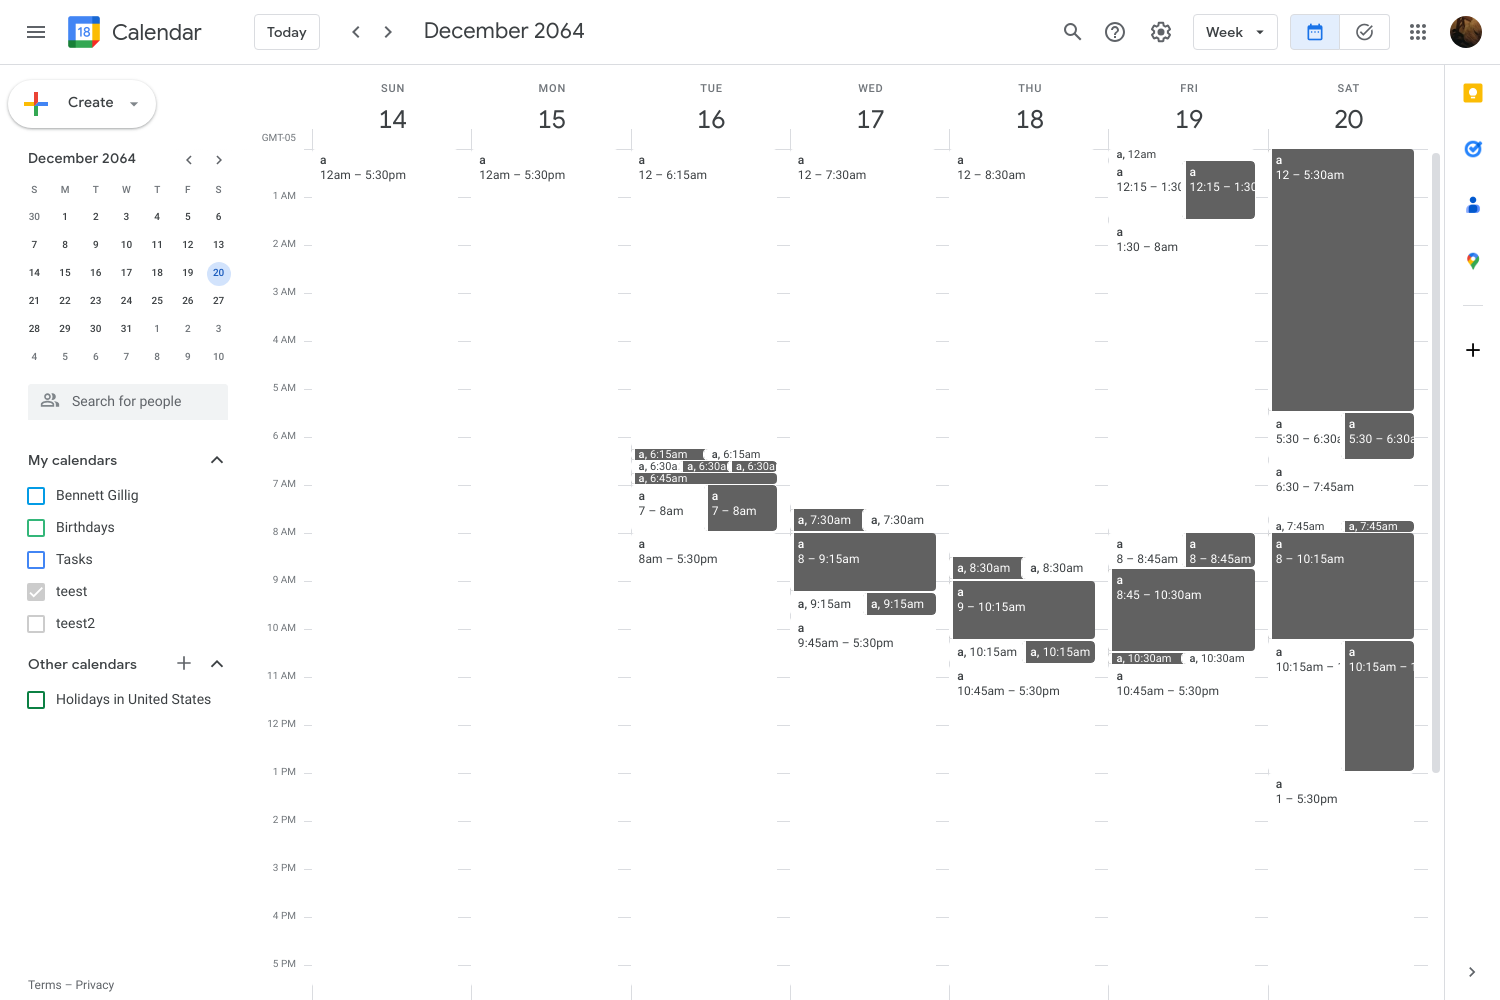 18 Calendar
Today
December 2064
Week
Create
December 2064
S M T W T F S
30 1 2 3 4 5 6
7 8 9 10 11 12 13
14 15 16 17 18 19 20
21 22 23 24 25 26 27
28 29 30 31 1 2 3
4 5 6 7 8 9 10
Search for people
My calendars
Bennett Gillig
Birthdays
Tasks
teest
teest2
Other calendars
Holidays in United States
Terms – Privacy
GMT-05
1 AM
2 AM
3 AM
4 AM
5 AM
6 AM
7 AM
8 AM
9 AM
10 AM
11 AM
12 PM
1 PM
2 PM
3 PM
4 PM
5 PM
SUN
14
a
12am – 5:30pm
MON
15
a
12am – 5:30pm
TUE
16
a
12 – 6:15am
a, 6:15am
a, 6:15am
a, 6:30a
a, 6:30a
a, 6:30a
a, 6:45am
a
7 – 8am
a
7 – 8am
a
8am – 5:30pm
WED
17
a
12 – 7:30am
a, 7:30am
a, 7:30am
a
8 – 9:15am
a, 9:15am
a, 9:15am
a
9:45am – 5:30pm
THU
18
a
12 – 8:30am
a, 8:30am
a, 8:30am
a
9 – 10:15am
a, 10:15am
a, 10:15am
a
10:45am – 5:30pm
FRI
19
a, 12am
a
12:15 – 1:30
a
12:15 – 1:30
a
1:30 – 8am
a
8 – 8:45am
a
8 – 8:45am
a
8:45 – 10:30am
a, 10:30am
a, 10:30am
a
10:45am – 5:30pm
SAT
20
a
12 – 5:30am
a
5:30 – 6:30a
a
5:30 – 6:30a
a
6:30 – 7:45am
a, 7:45am
a, 7:45am
a
8 – 10:15am
a
10:15am –
a
10:15am – 1
a
1 – 5:30pm